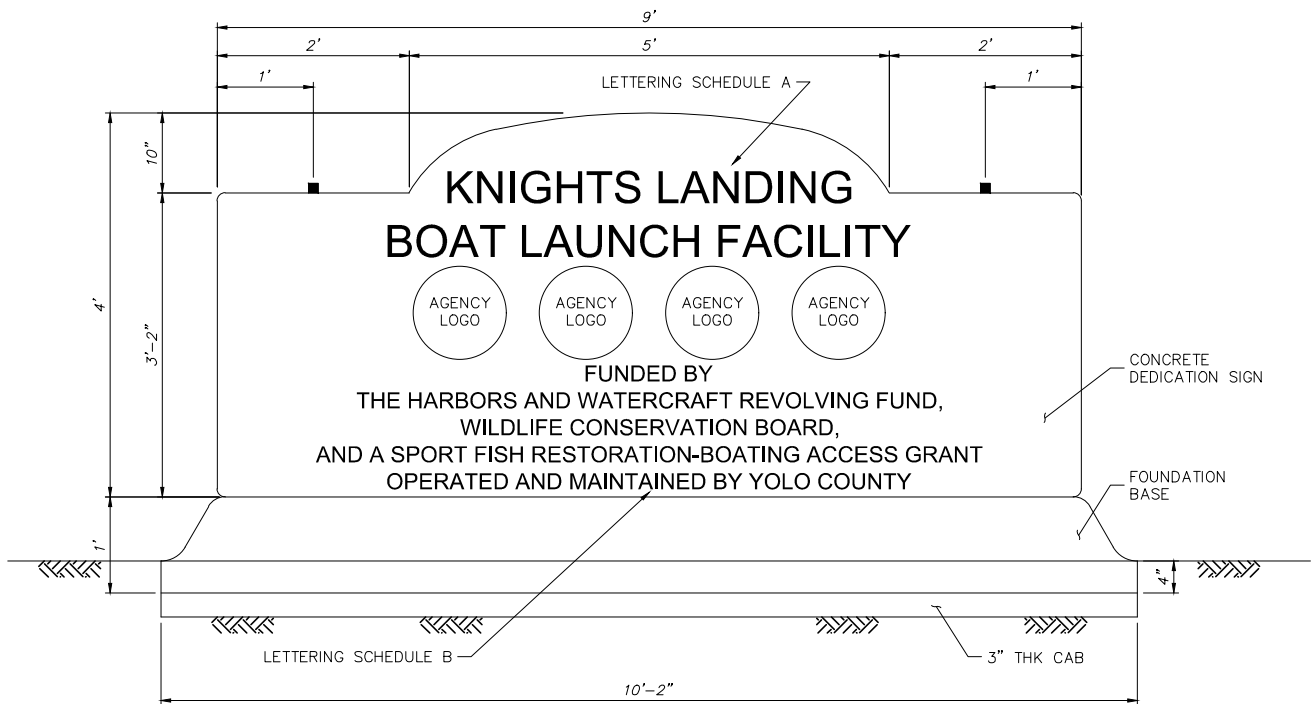 9'
2'
5'
2'
1'
LETTERING SCHEDULE A
1'
10"
KNIGHTS LANDING
BOAT LAUNCH FACILITY
4'
3'-2"
AGENCY
LOGO
AGENCY
LOGO
AGENCY
LOGO
AGENCY
LOGO
CONCRETE
DEDICATION SIGN
FUNDED BY
THE HARBORS AND WATERCRAFT REVOLVING FUND,
WILDLIFE CONSERVATION BOARD,
AND A SPORT FISH RESTORATION-BOATING ACCESS GRANT
OPERATED AND MAINTAINED BY YOLO COUNTY
FOUNDATION
BASE
1'
4"
LETTERING SCHEDULE B
3" THK CAB
10'-2"